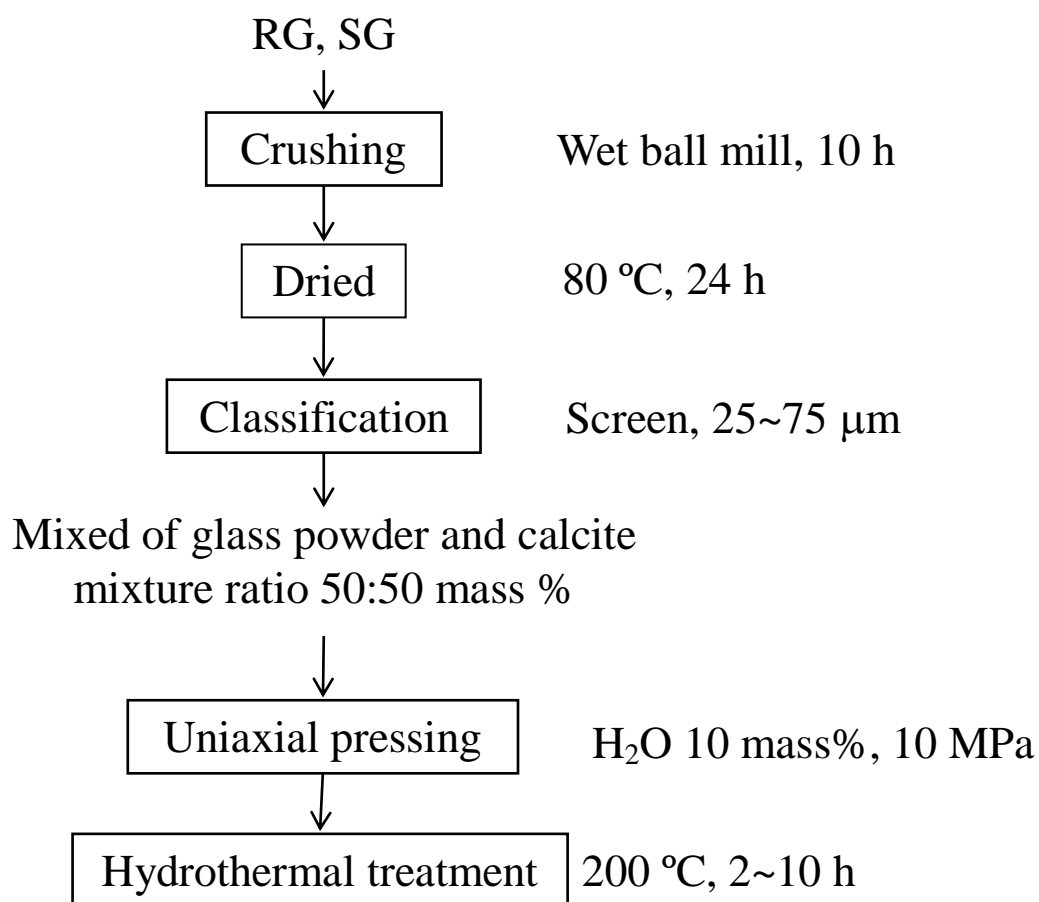 RG, SG
Crushing
Wet ball mill, 10 h
Dried
80 ºC, 24 h
Classification
Screen, 25~75 μm
Mixed of glass powder and calcite
mixture ratio 50:50 mass %
Uniaxial pressing
H₂O 10 mass%, 10 MPa
Hydrothermal treatment
200 ºC, 2~10 h